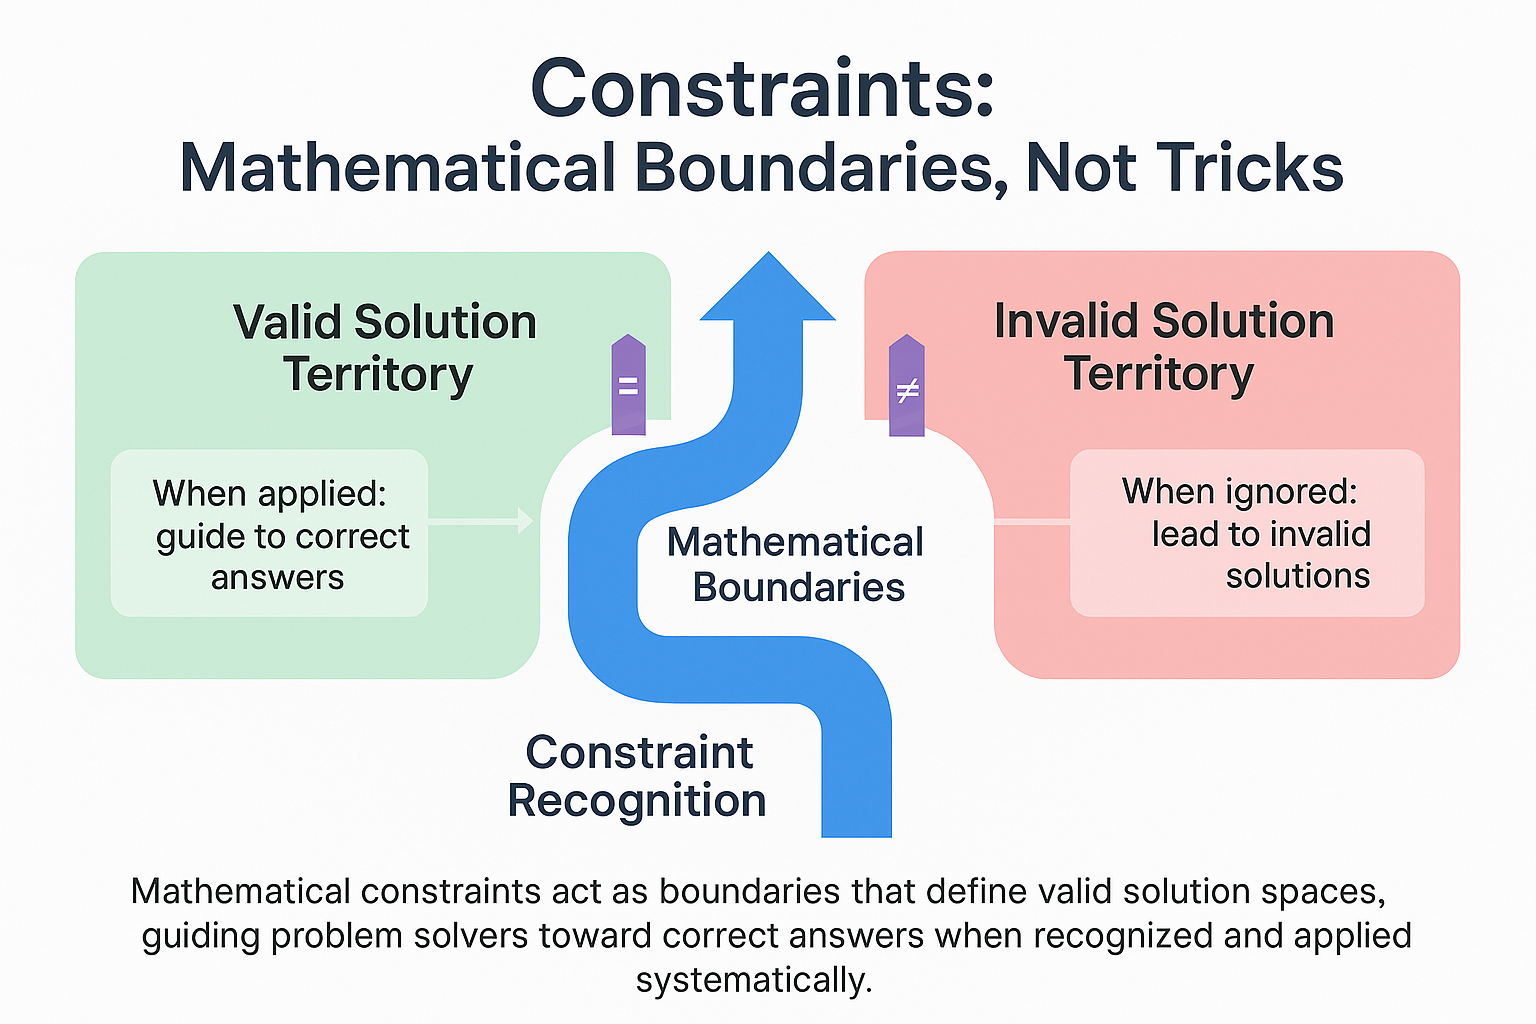 Constraints:
Mathematical Boundaries, Not Tricks
Valid Solution
Territory
=
When applied:
guide to correct
answers
Invalid Solution
Territory
≠
When ignored:
lead to invalid
solutions
Mathematical
Boundaries
Constraint
Recognition
Mathematical constraints act as boundaries that define valid solution spaces,
guiding problem solvers toward correct answers when recognized and applied
systematically.